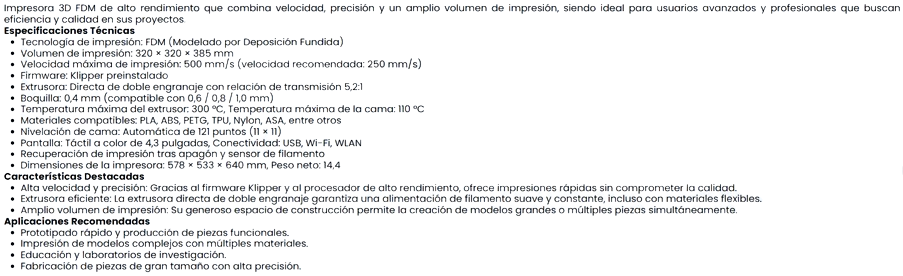 Impresora 3D FDM de alto rendimiento que combina velocidad, precisión y un amplio volumen de impresión, siendo ideal para usuarios avanzados y profesionales que buscan
eficiencia y calidad en sus proyectos.
Especificaciones Técnicas
• Tecnología de impresión: FDM (Modelado por Deposición Fundida)
• Volumen de impresión: 320 × 320 × 385 mm
• Velocidad máxima de impresión: 500 mm/s (velocidad recomendada: 250 mm/s)
• Firmware: Klipper preinstalado
• Extrusora: Directa de doble engranaje con relación de transmisión 5,2:1
• Boquilla: 0,4 mm (compatible con 0,6 / 0,8 / 1,0 mm)
• Temperatura máxima del extrusor: 300 °C, Temperatura máxima de la cama: 110 °C
• Materiales compatibles: PLA, ABS, PETG, TPU, Nylon, ASA, entre otros
• Nivelación de cama: Automática de 121 puntos (11 × 11)
• Pantalla: Táctil a color de 4,3 pulgadas, Conectividad: USB, Wi-Fi, WLAN
• Recuperación de impresión tras apagón y sensor de filamento
• Dimensiones de la impresora: 578 × 533 × 640 mm, Peso neto: 14,4
Características Destacadas
• Alta velocidad y precisión: Gracias al firmware Klipper y al procesador de alto rendimiento, ofrece impresiones rápidas sin comprometer la calidad.
• Extrusora eficiente: La extrusora directa de doble engranaje garantiza una alimentación de filamento suave y constante, incluso con materiales flexibles.
• Amplio volumen de impresión: Su generoso espacio de construcción permite la creación de modelos grandes o múltiples piezas simultáneamente.
Aplicaciones Recomendadas
• Prototipado rápido y producción de piezas funcionales.
• Impresión de modelos complejos con múltiples materiales.
• Educación y laboratorios de investigación.
• Fabricación de piezas de gran tamaño con alta precisión.